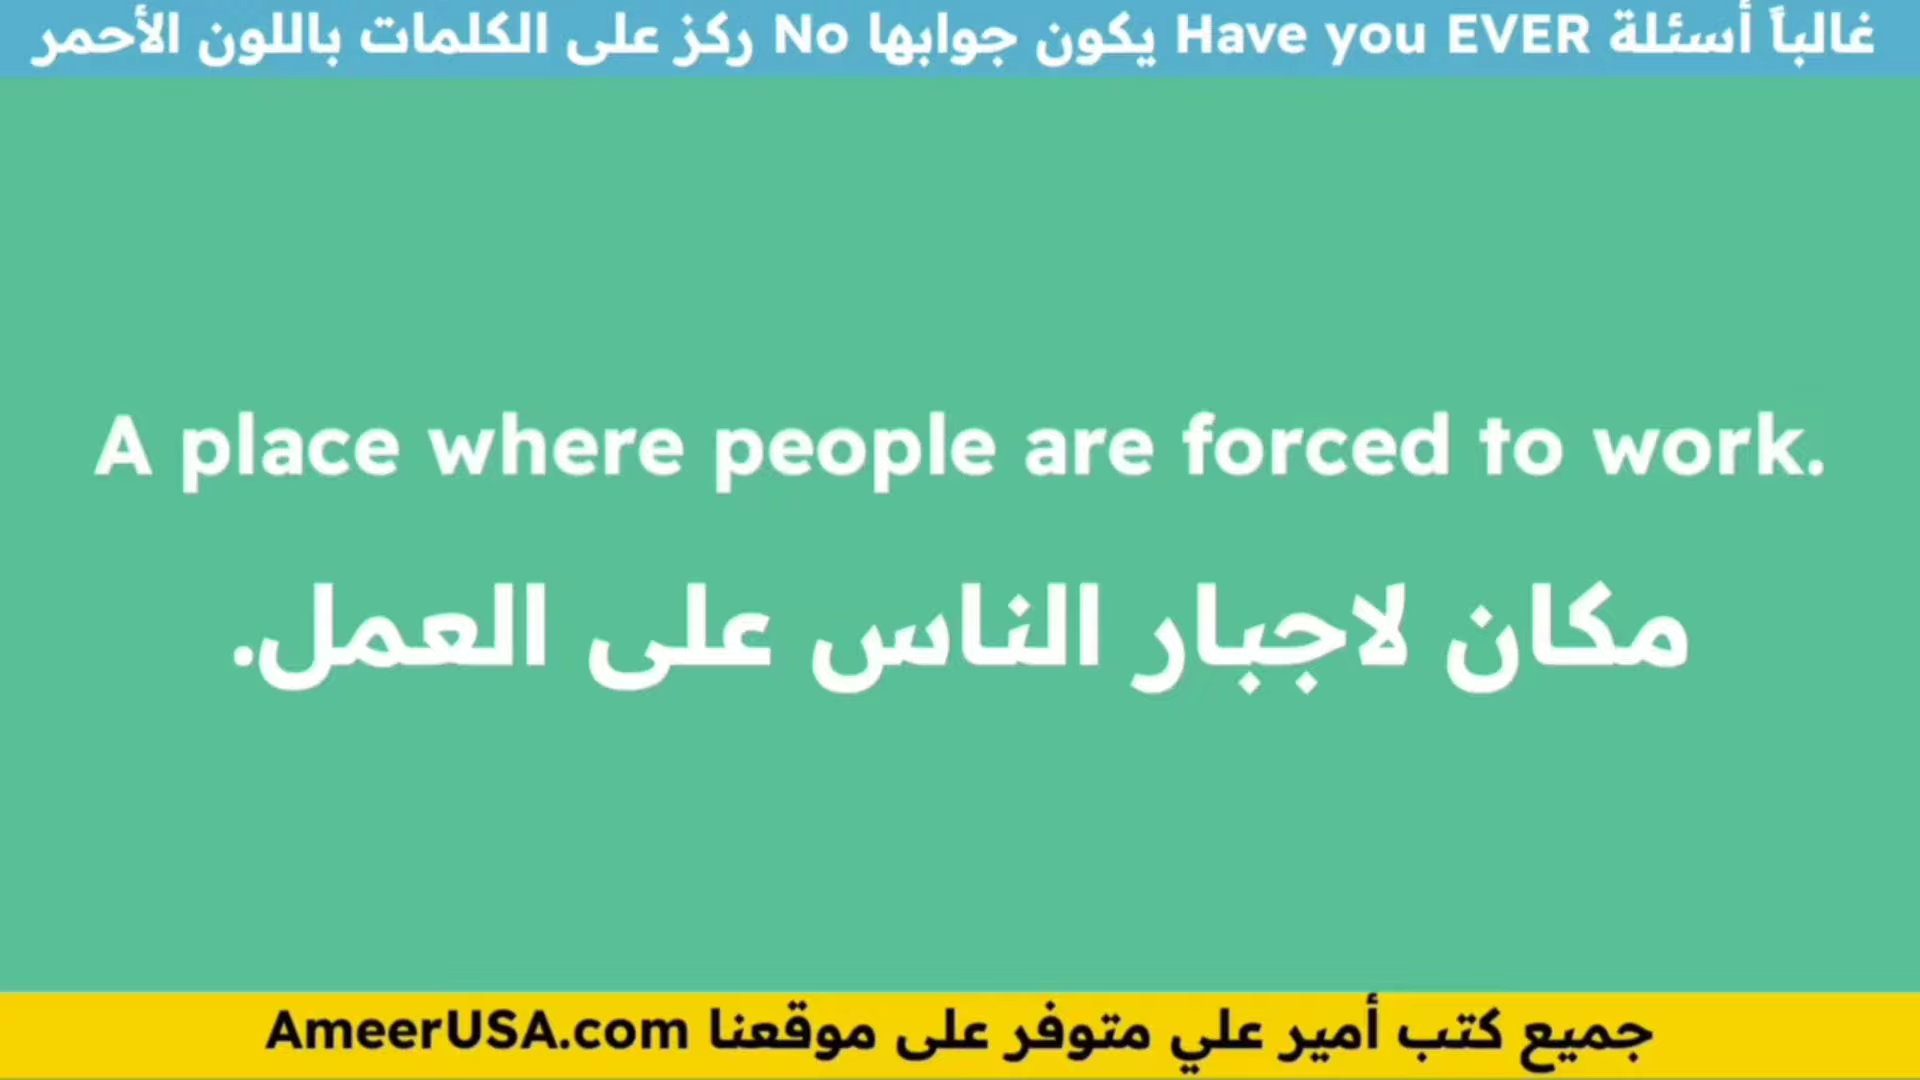 غالباً أسئلة Have you EVER يكون جوابها No ركز على الكلمات باللون الأحمر
A place where people are forced to work.
مكان لاجبار الناس على العمل.
جميع كتب أمير علي متوفر على موقعنا AmeerUSA.com